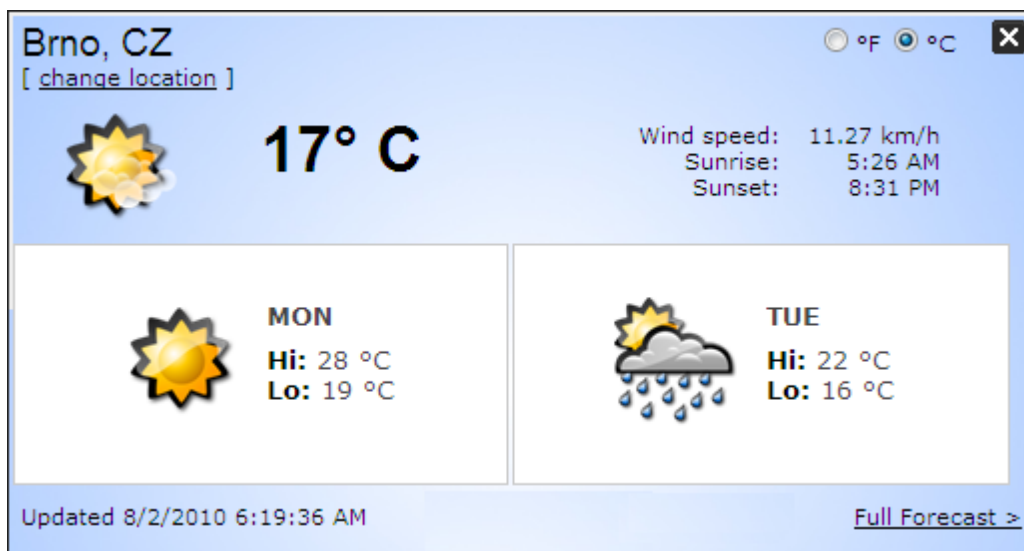 Brno, CZ
°F °C
[ change location ]
17° C
Wind speed: 11.27 km/h
Sunrise: 5:26 AM
Sunset: 8:31 PM
MON
Hi: 28 °C
Lo: 19 °C
TUE
Hi: 22 °C
Lo: 16 °C
Updated 8/2/2010 6:19:36 AM
Full Forecast >